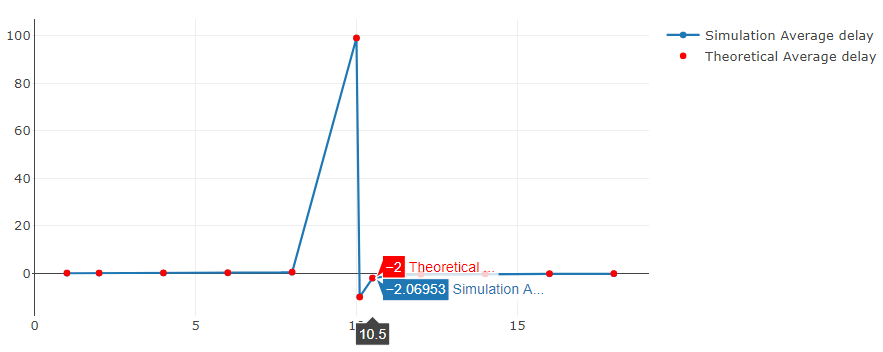 Simulation Average delay
Theoretical Average delay
100
80
60
40
20
0
−2 Theoretical ...
−2.06953 Simulation A...
0
5
15
10.5